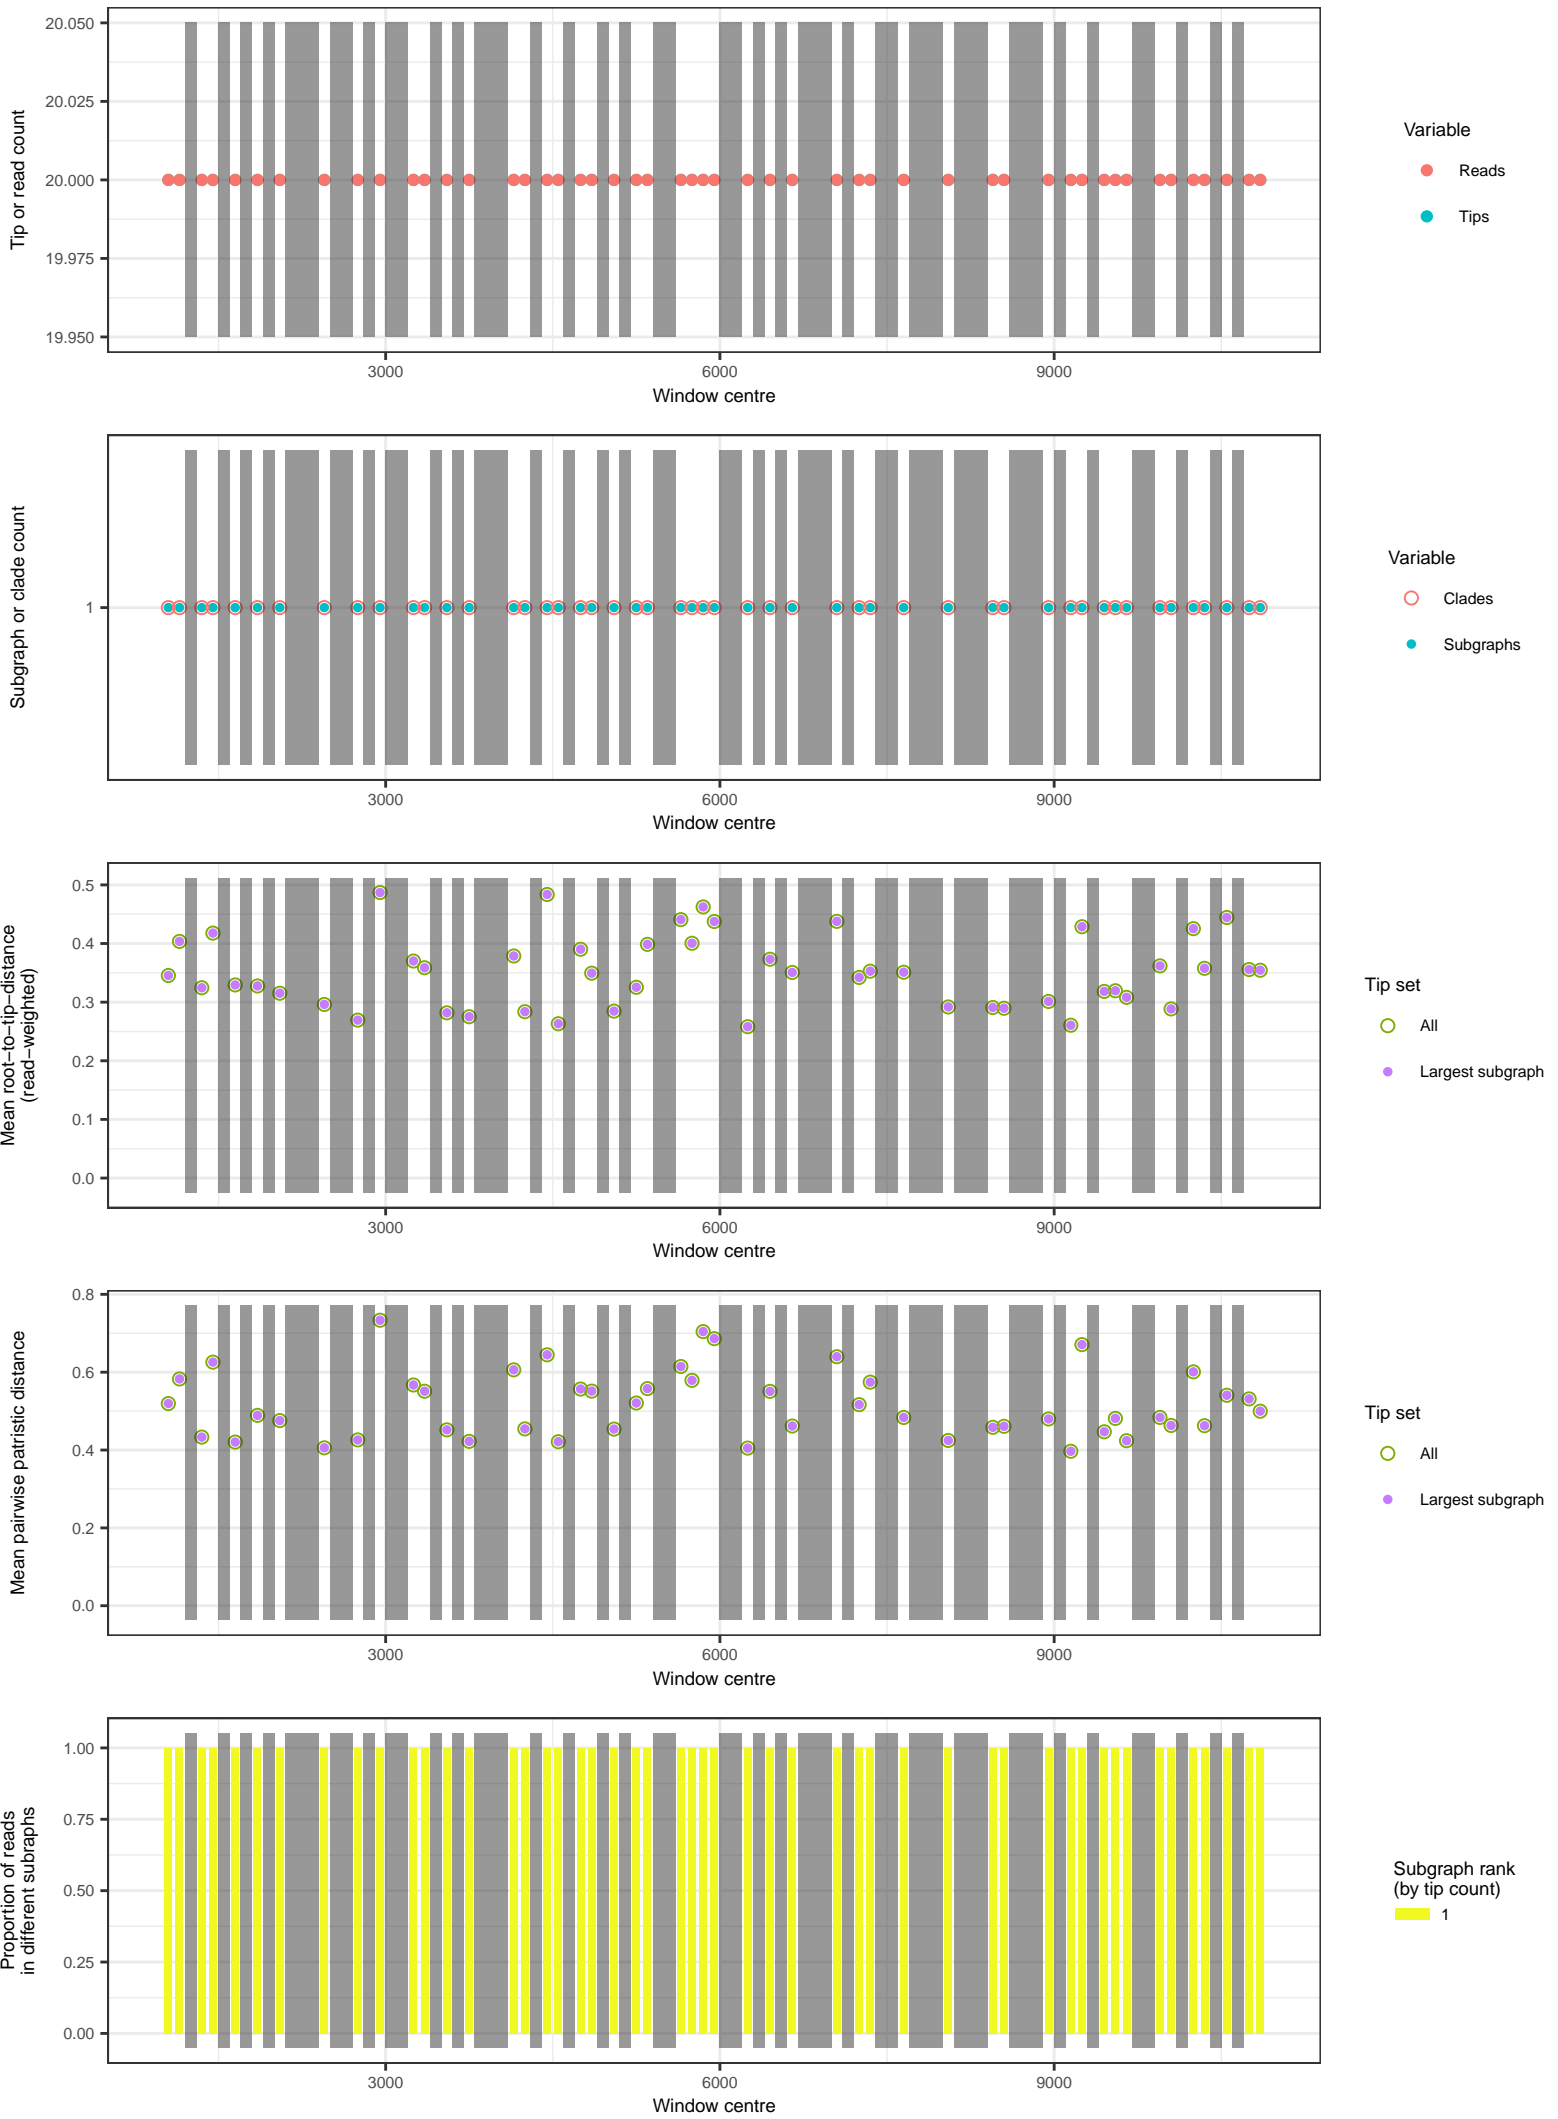 20.050
20.025
20.000
19.975
19.950
Tip or read count
3000
6000
9000
Window centre
Variable
Reads
Tips
1
Subgraph or clade count
3000
6000
9000
Window centre
Variable
Clades
Subgraphs
0.5
0.4
0.3
0.2
0.1
0.0
Mean root−to−tip−distance
(read−weighted)
3000
6000
9000
Window centre
Tip set
All
Largest subgraph
0.8
0.6
0.4
0.2
0.0
Mean pairwise patristic distance
3000
6000
9000
Window centre
Tip set
All
Largest subgraph
1.00
0.75
0.50
0.25
0.00
Proportion of reads
in different subraphs
3000
6000
9000
Window centre
Subgraph rank
(by tip count)
1